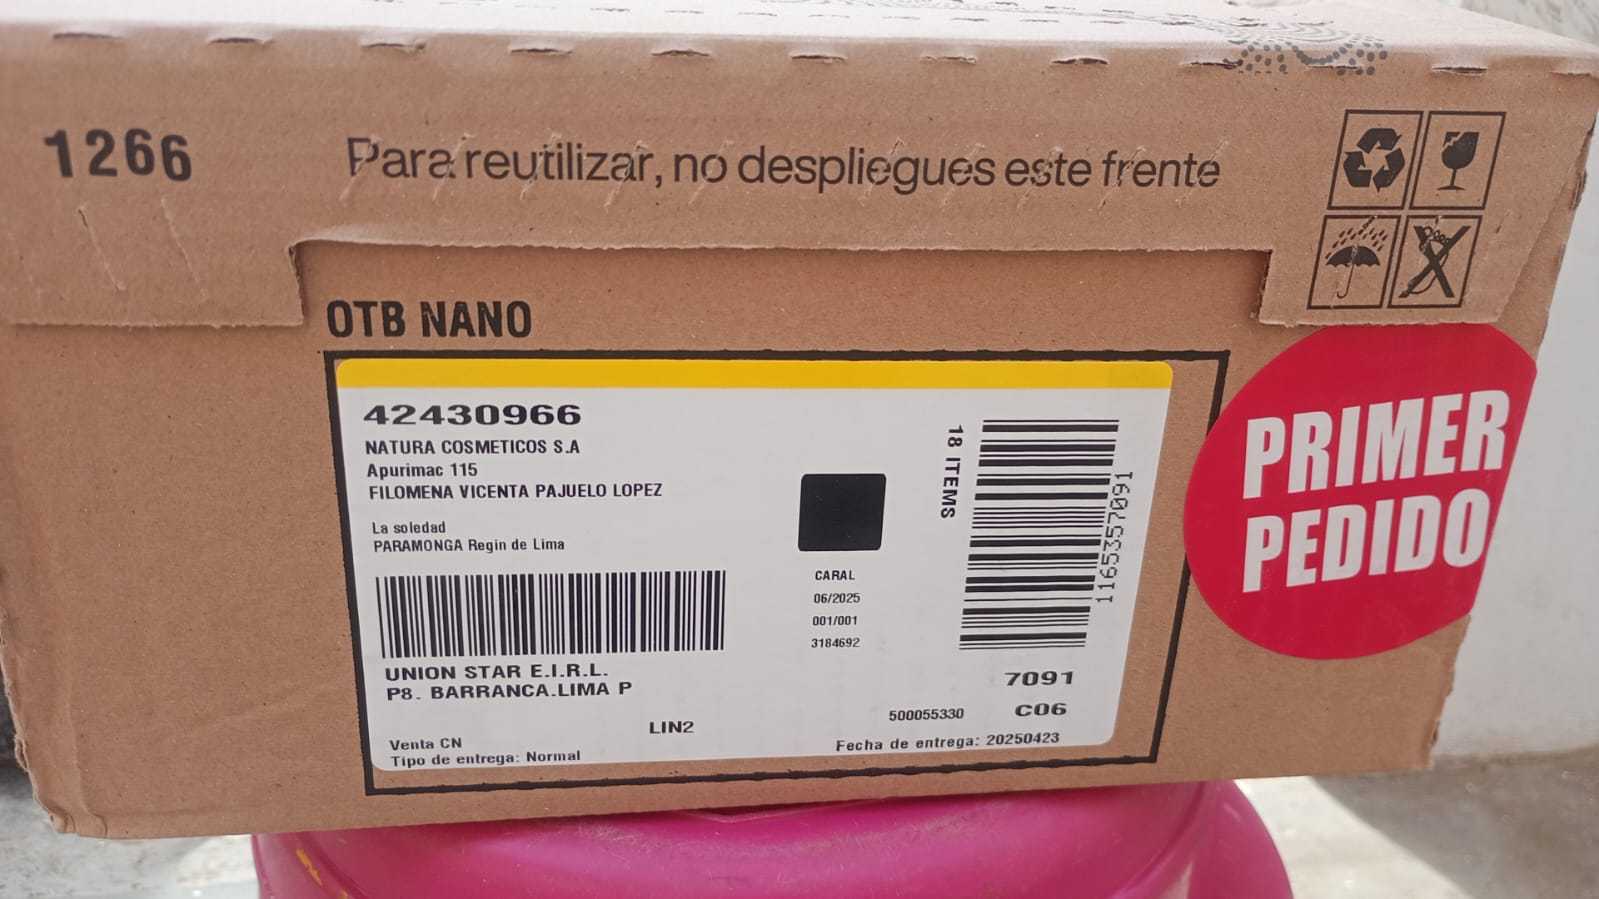 1266
Para reutilizar, no despliegues este frente
OTB NANO
42430966
NATURA COSMETICOS S.A
Apurimac 115
FILOMENA VICENTA PAJUELO LOPEZ
La soledad
PARAMONGA Regin de Lima
UNION STAR E.I.R.L.
P8. BARRANCA.LIMA P
LIN2
Venta CN
Tipo de entrega: Normal
CARAL
06/2025
001/001
3184692
18 ITEMS
1165357091
7091
500055330 C06
Fecha de entrega: 20250423
PRIMER
PEDIDO